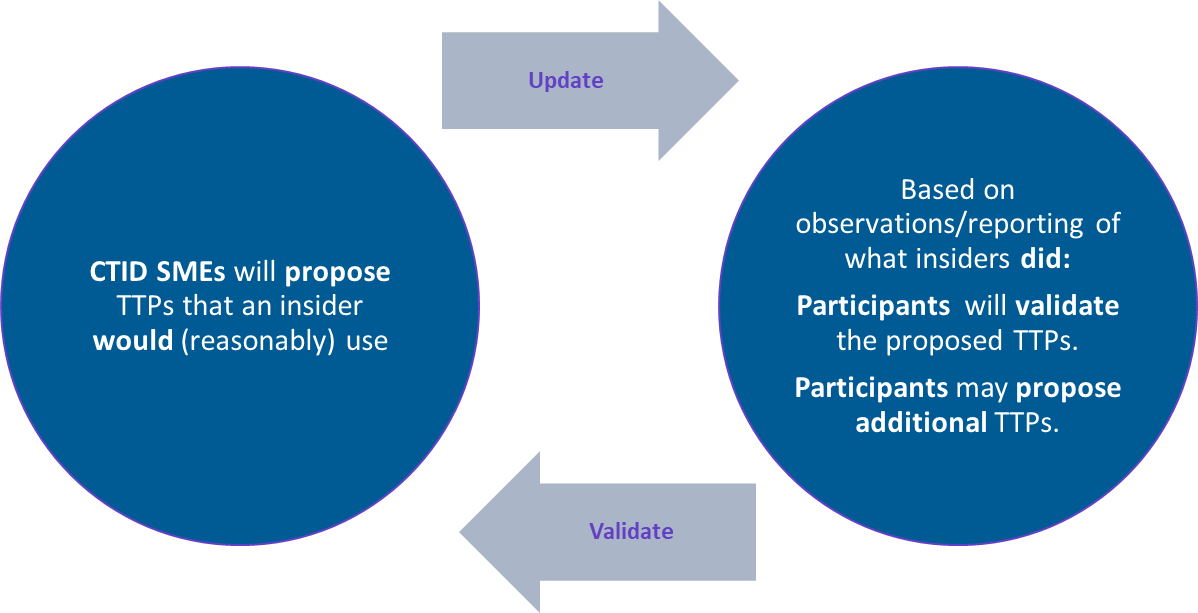 Update
CTID SMEs will propose
TTPs that an insider
would (reasonably) use
Based on
observations/reporting of
what insiders did:
Participants will validate
the proposed TTPs.
Participants may propose
additional TTPs.
Validate